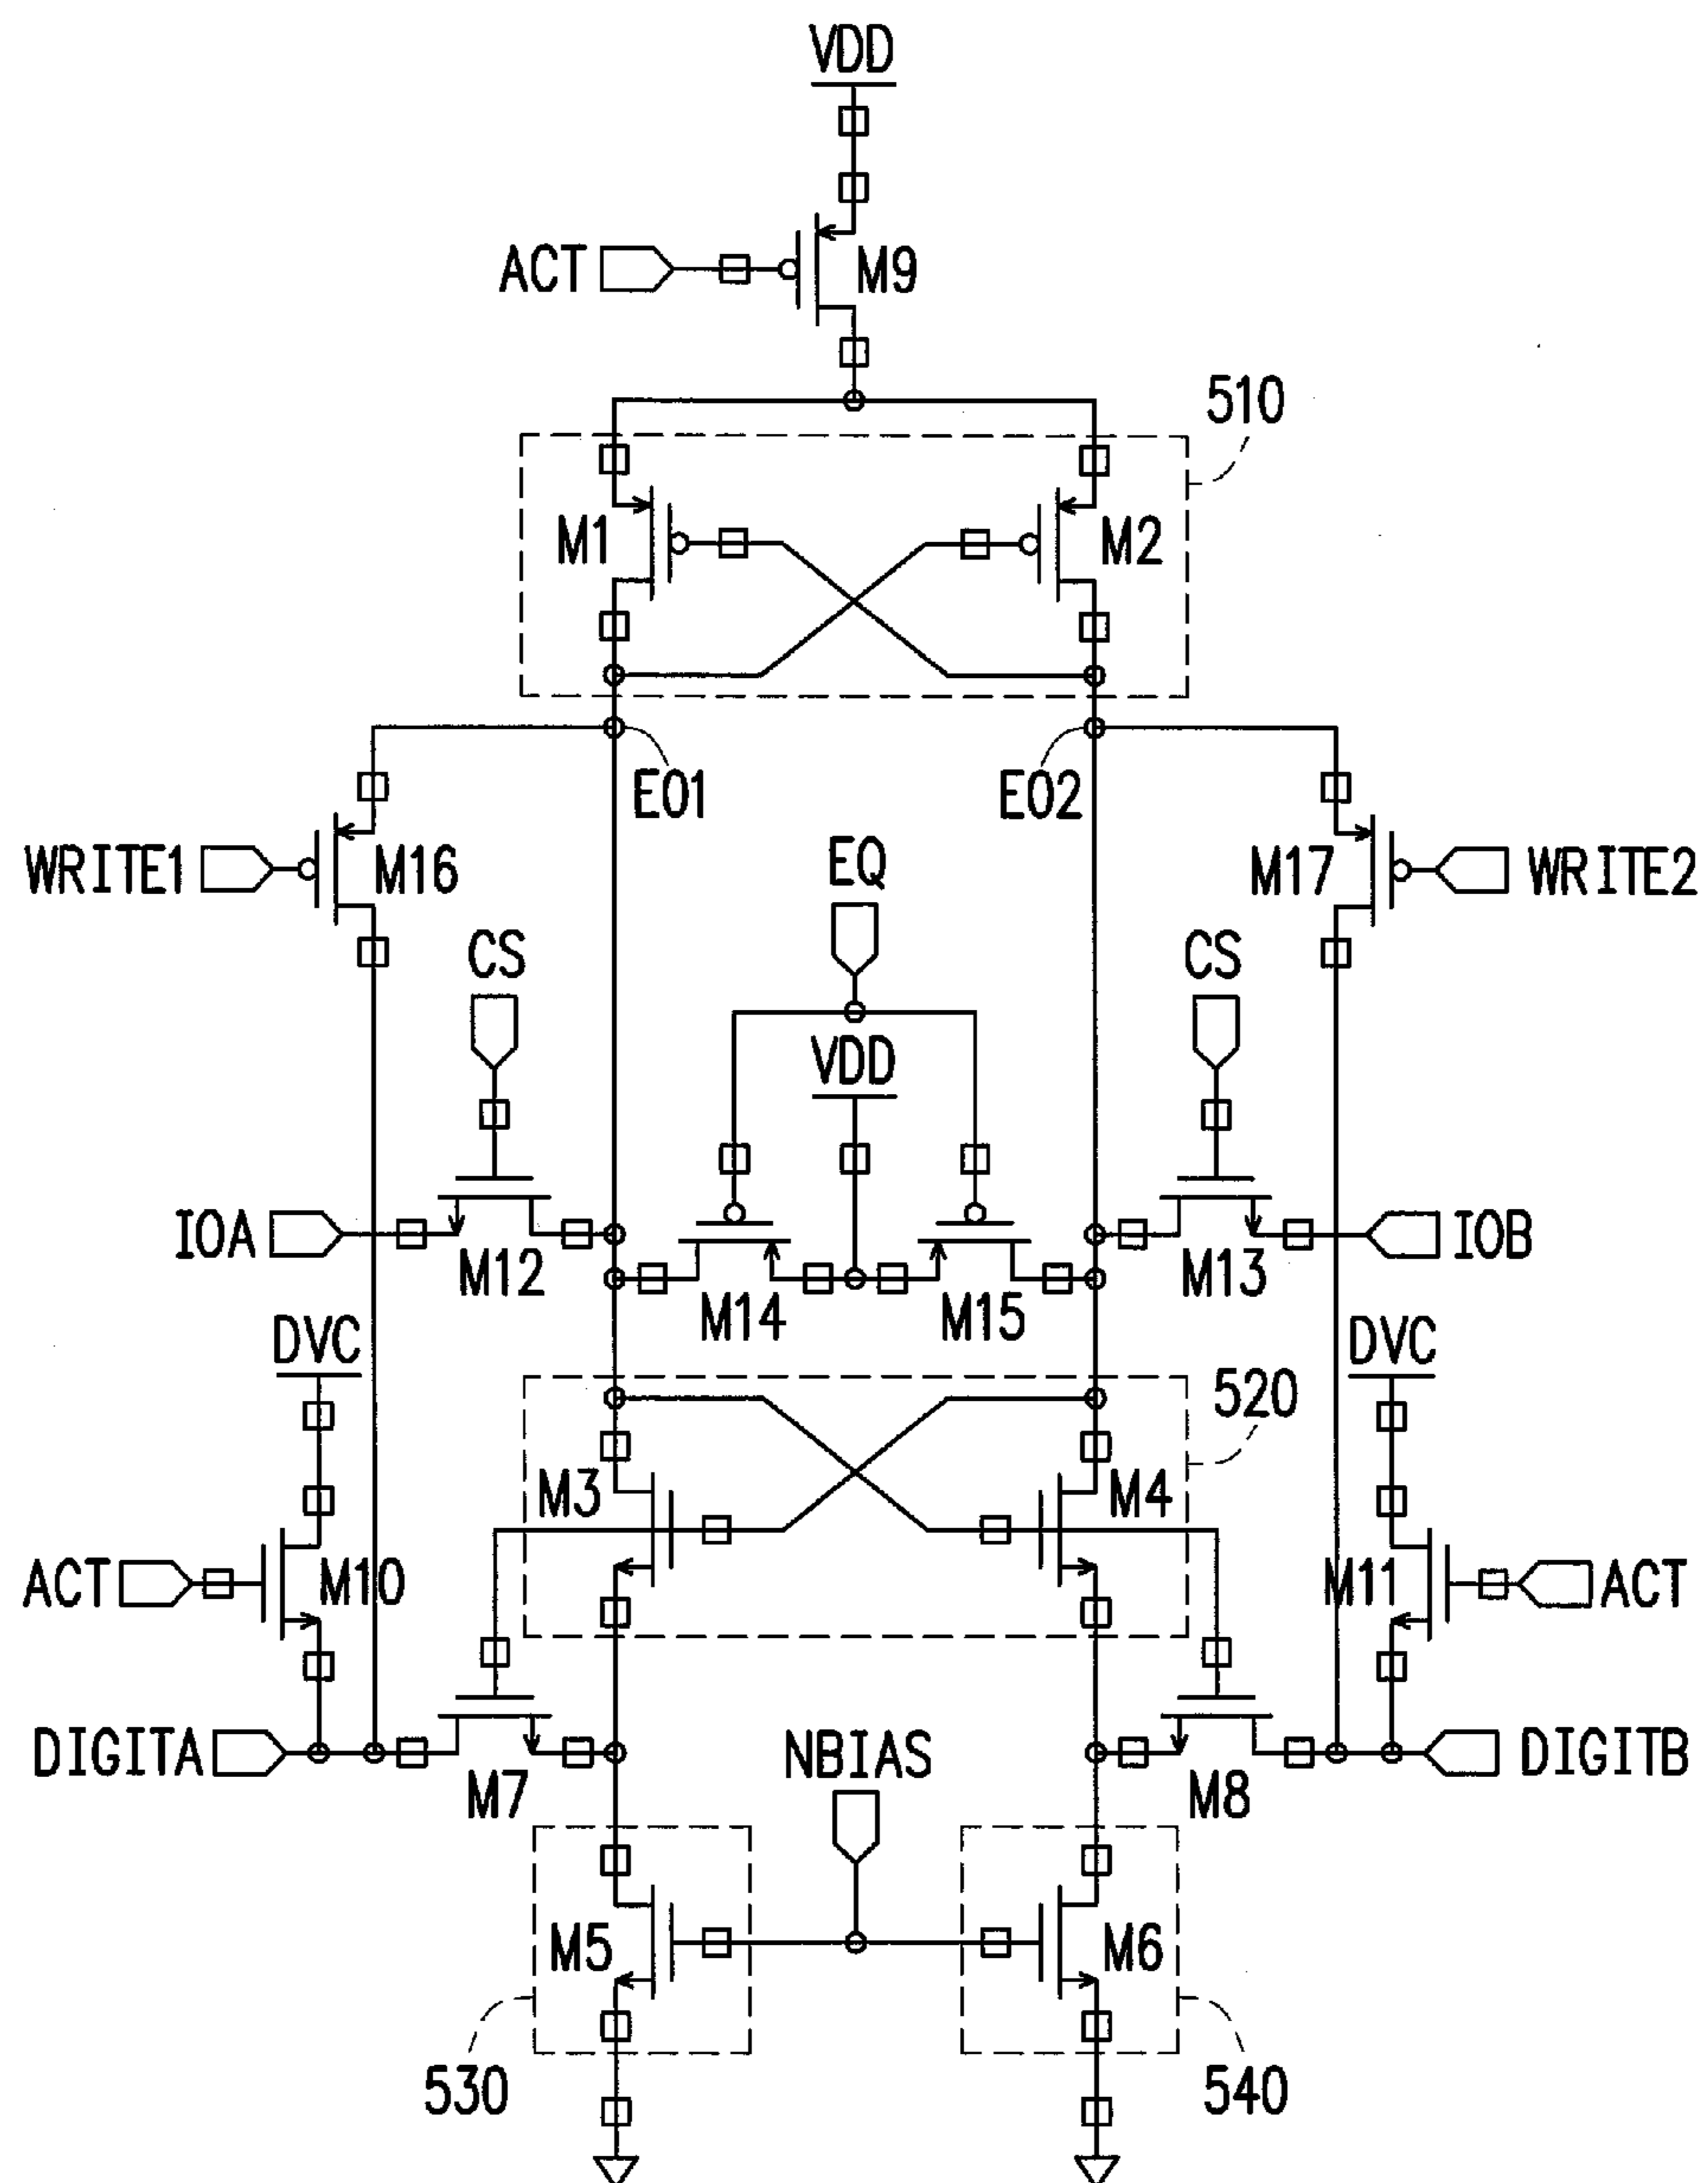 VDD
ACT
M9
510
M1
M2
E01
E02
WRITE1
M16
EQ
M17
WRITE2
CS
CS
VDD
IOA
M12
M14
M15
M13
IOB
DVC
DVC
520
M3
M4
ACT
M10
M11
ACT
DIGITA
M7
NBIAS
M8
DIGITB
M5
M6
530
540